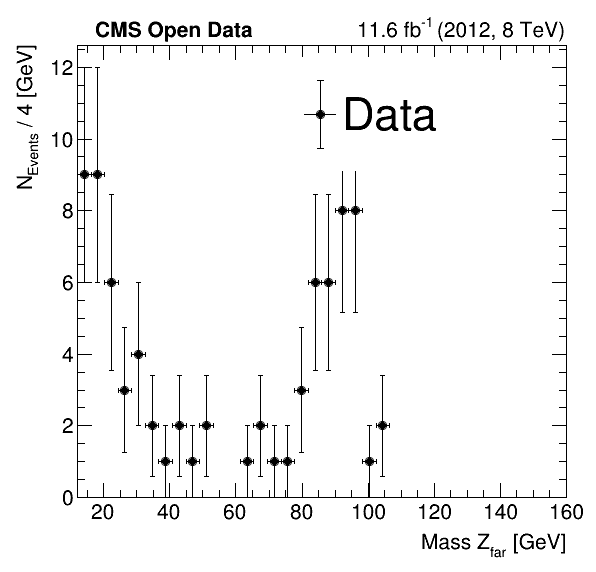 CMS Open Data 11.6 fb⁻¹ (2012, 8 TeV)
N_Events / 4 [GeV]
12
10
8
6
4
2
0
Data
20 40 60 80 100 120 140 160
Mass Z_far [GeV]